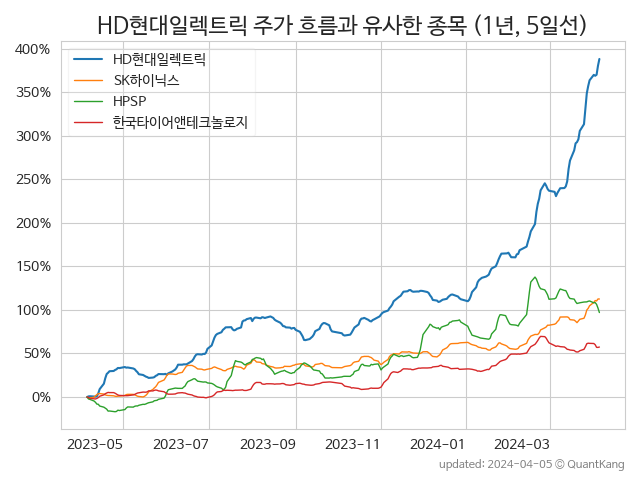 HD현대일렉트릭 주가 흐름과 유사한 종목 (1년, 5일선)
400%
350%
300%
250%
200%
150%
100%
50%
0%
HD현대일렉트릭
SK하이닉스
HPSP
한국타이어앤테크놀로지
2023-05 2023-07 2023-09 2023-11 2024-01 2024-03
updated: 2024-04-05 © QuantKang